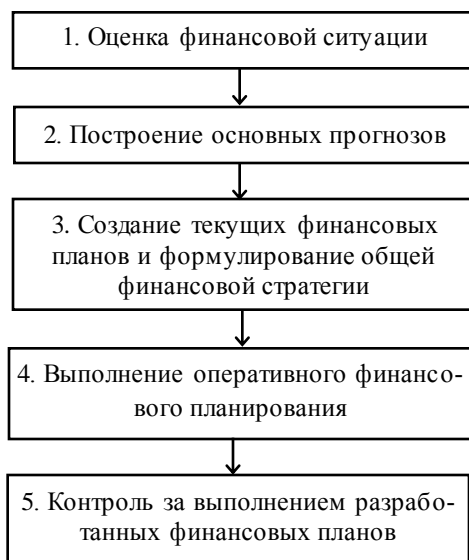 1. Оценка финансовой ситуации
2. Построение основных прогнозов
3. Создание текущих финансовых
планов и формулирование общей
финансовой стратегии
4. Выполнение оперативного финансо-
вого планирования
5. Контроль за выполнением разрабо-
танных финансовых планов